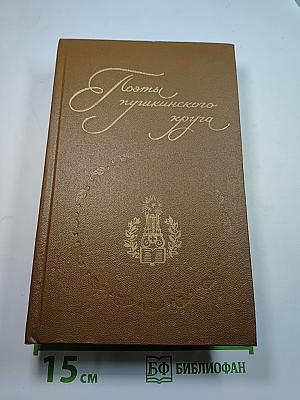 Поэты
пушкинского
круга
15 см
БФ БИБЛИОФАН